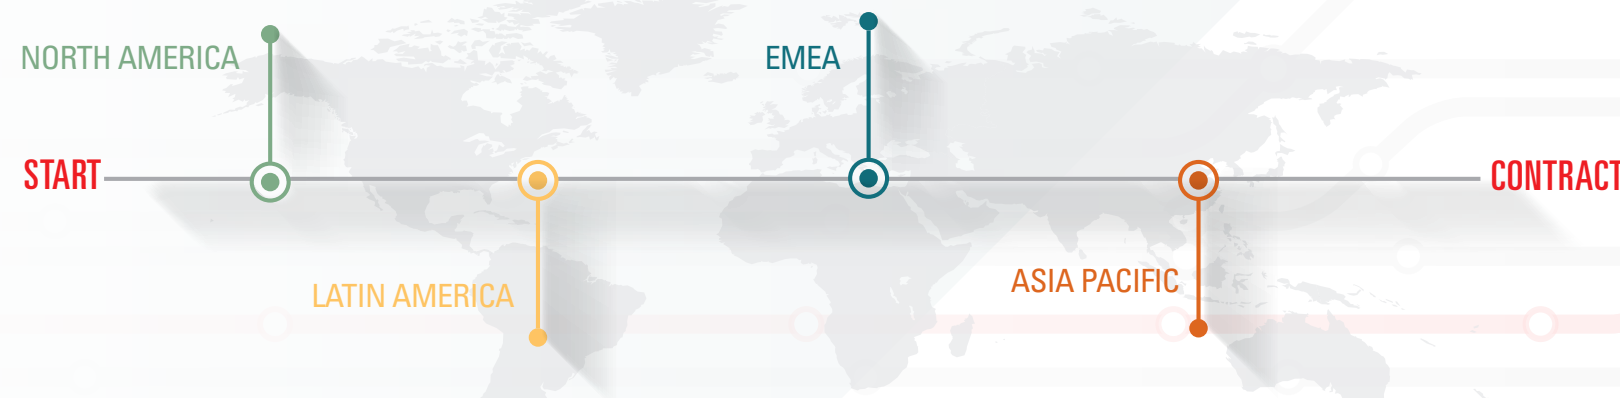 NORTH AMERICA
EMEA
START
CONTRACT
LATIN AMERICA
ASIA PACIFIC